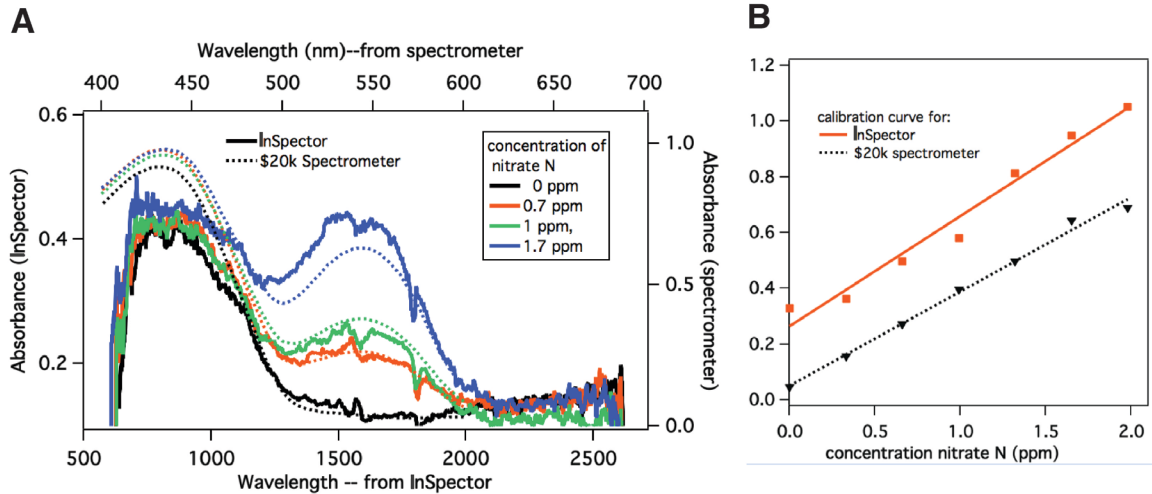 A
Wavelength (nm)--from spectrometer
400 450 500 550 600 650 700
0.6
0.4
0.2
Absorbance (InSpector)
InSpector
$20k Spectrometer
concentration of
nitrate N
0 ppm
0.7 ppm
1 ppm,
1.7 ppm
1.0
0.5
0.0
Absorbance (spectrometer)
500 1000 1500 2000 2500
Wavelength -- from InSpector
B
1.2
1.0
0.8
0.6
0.4
0.2
0.0
calibration curve for:
InSpector
$20k spectrometer
0.0 0.5 1.0 1.5 2.0
concentration nitrate N (ppm)